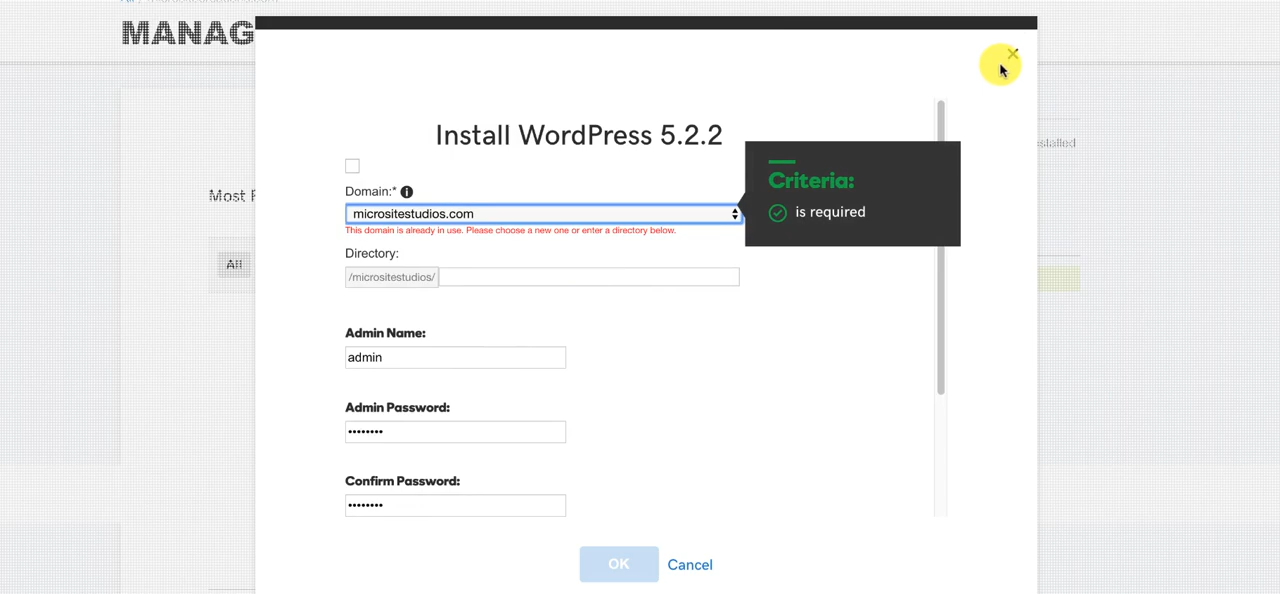 MANAG
Install WordPress 5.2.2
stalled
Criteria:
is required
Domain:*
Most
micrositestudios.com
This domain is already in use. Please choose a new one or enter a directory below.
Directory:
All
/micrositestudios/
Admin Name:
admin
Admin Password:
••••••••
Confirm Password:
••••••••
OK
Cancel